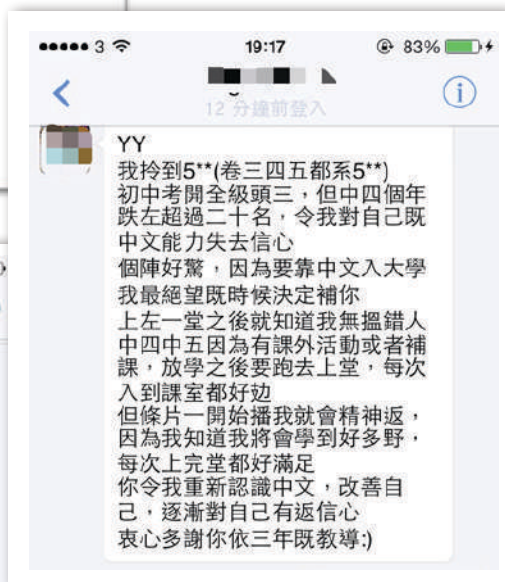 3
19:17
83%
12 分鐘前登入
YY
我拎到5**(卷三四五都系5**)
初中考開全級頭三，但中四個年
跌左超過二十名，令我對自己既
中文能力失去信心
個陣好驚，因為要靠中文入大學
我最絕望既時候決定補你
上左一堂之後就知道我無搵錯人
中四中五因為有課外活動或者補
課，放學之後要跑去上堂，每次
入到課室都好攰
但條片一開始播我就會精神返，
因為我知道我將會學到好多野，
每次上完堂都好滿足
你令我重新認識中文，改善自
己，逐漸對自己有返信心
衷心多謝你依三年既教導:)